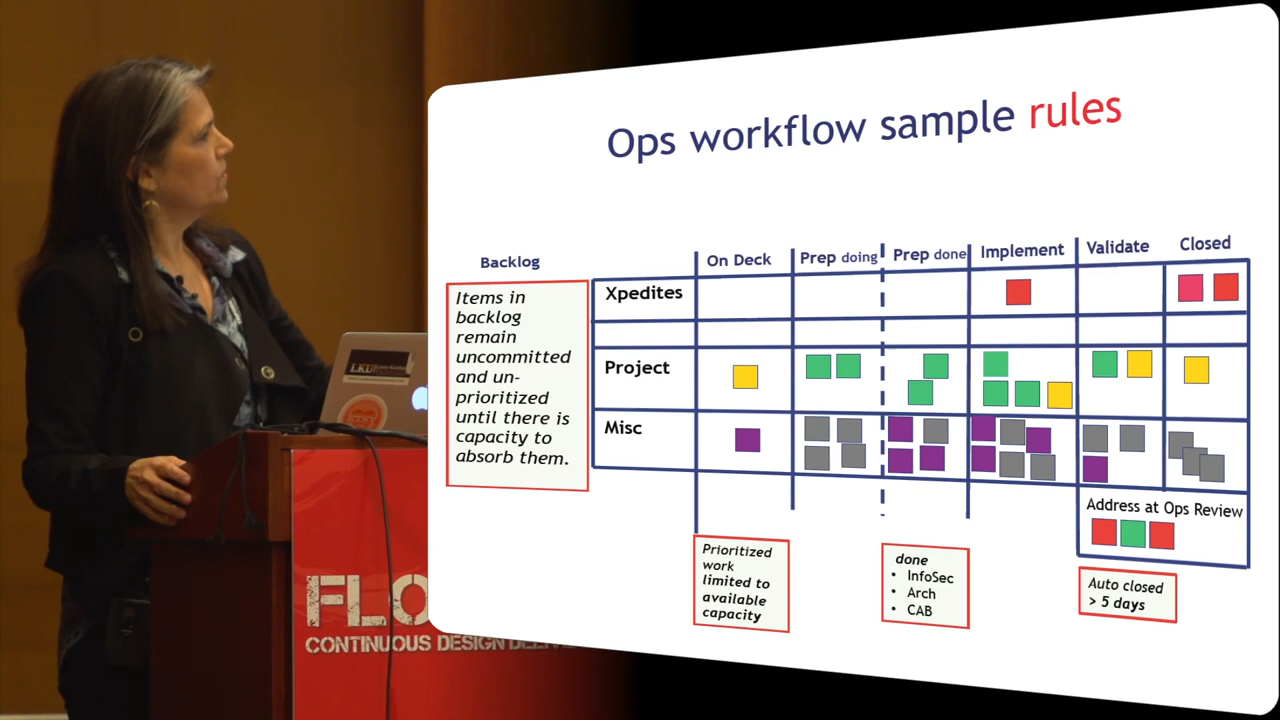 Ops workflow sample rules
Backlog
On Deck
Prep doing
Prep done
Implement
Validate
Closed
Items in
backlog
remain
uncommitted
and un-
prioritized
until there is
capacity to
absorb them.
Xpedites
Project
Misc
Address at Ops Review
Prioritized
work
limited to
available
capacity
done
• InfoSec
• Arch
• CAB
Auto closed
> 5 days
LKU
FLO
CONTINUOUS DESIGN